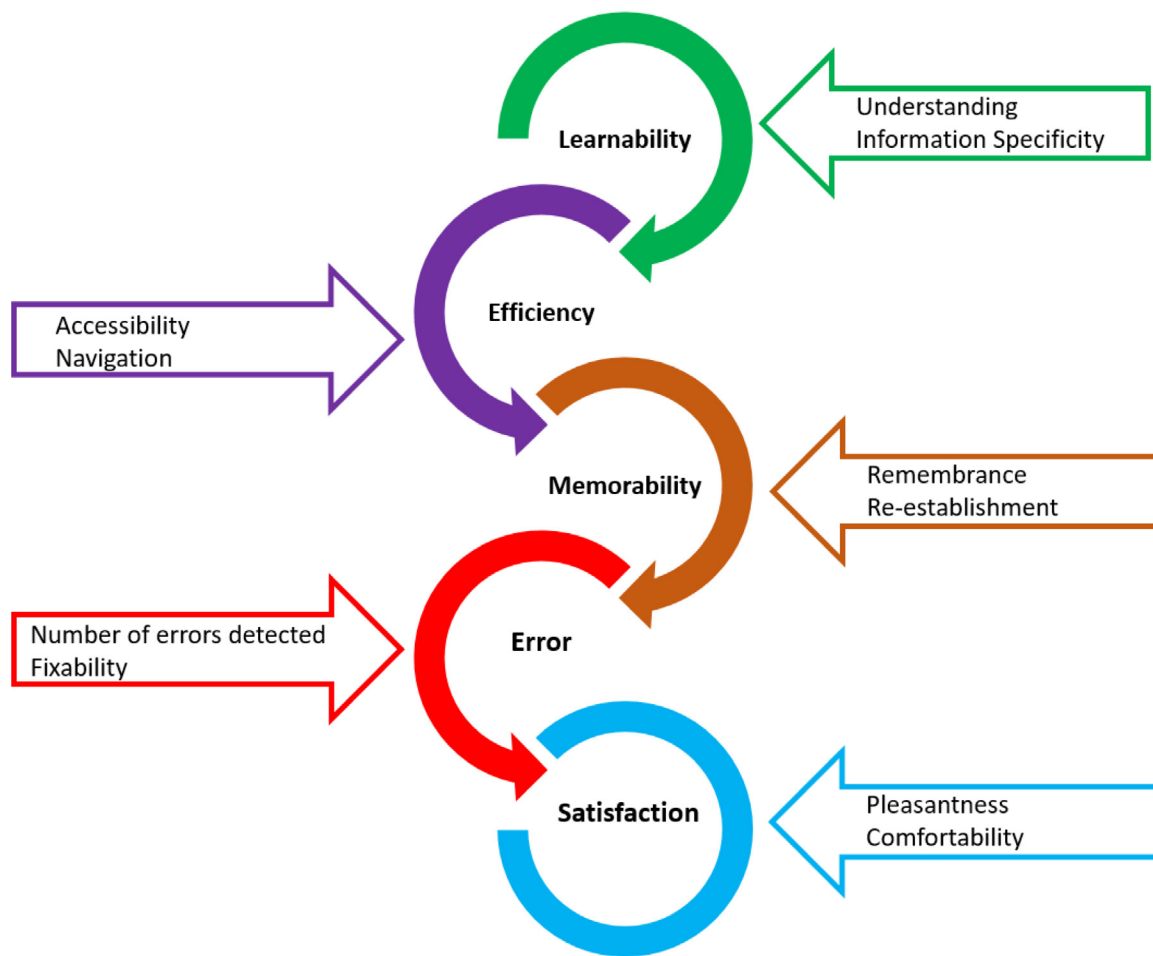 Learnability
Understanding
Information Specificity
Efficiency
Accessibility
Navigation
Memorability
Remembrance
Re-establishment
Error
Number of errors detected
Fixability
Satisfaction
Pleasantness
Comfortability